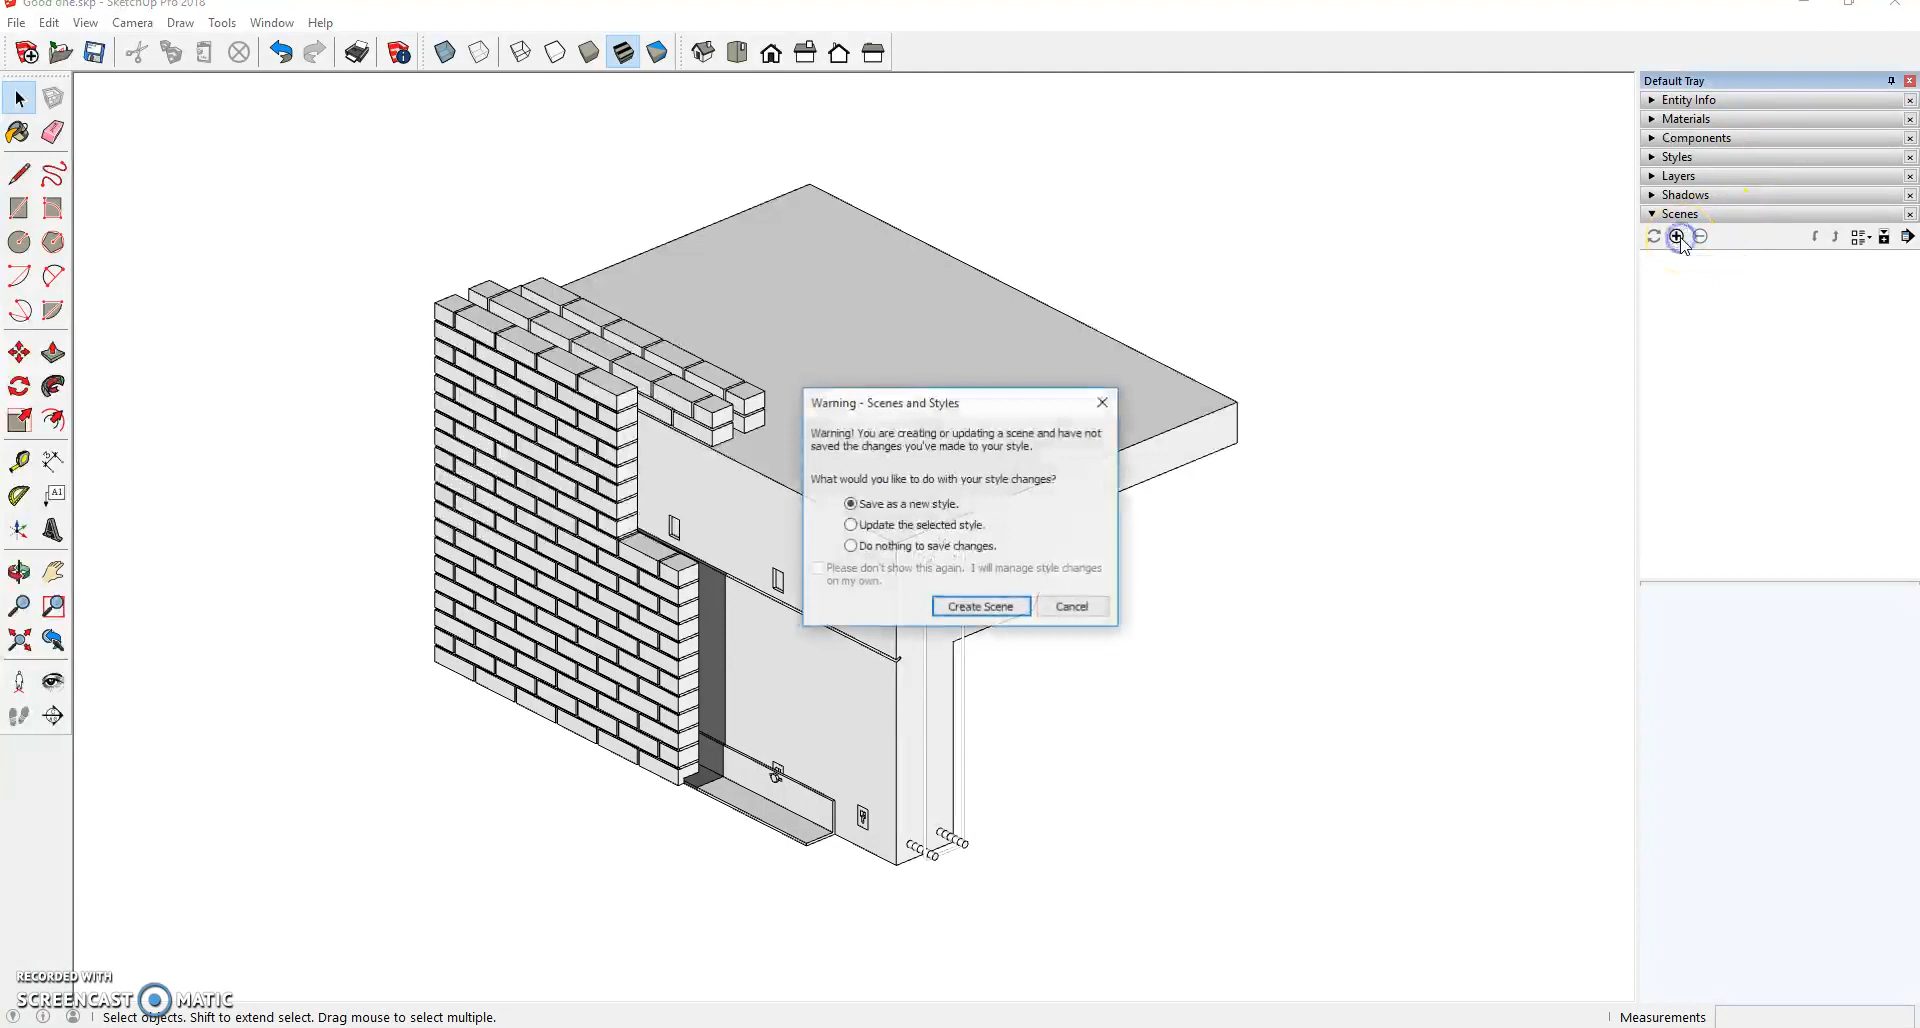 Good one.skp - SketchUp Pro 2018
File Edit View Camera Draw Tools Window Help
Default Tray
Entity Info
Materials
Components
Styles
Layers
Shadows
Scenes
A1
Warning - Scenes and Styles
Warning! You are creating or updating a scene and have not
saved the changes you've made to your style.
What would you like to do with your style changes?
Save as a new style.
Update the selected style.
Do nothing to save changes.
Please don't show this again. I will manage style changes
on my own.
Create Scene Cancel
RECORDED WITH
SCREENCAST MATIC
Select objects. Shift to extend select. Drag mouse to select multiple.
Measurements